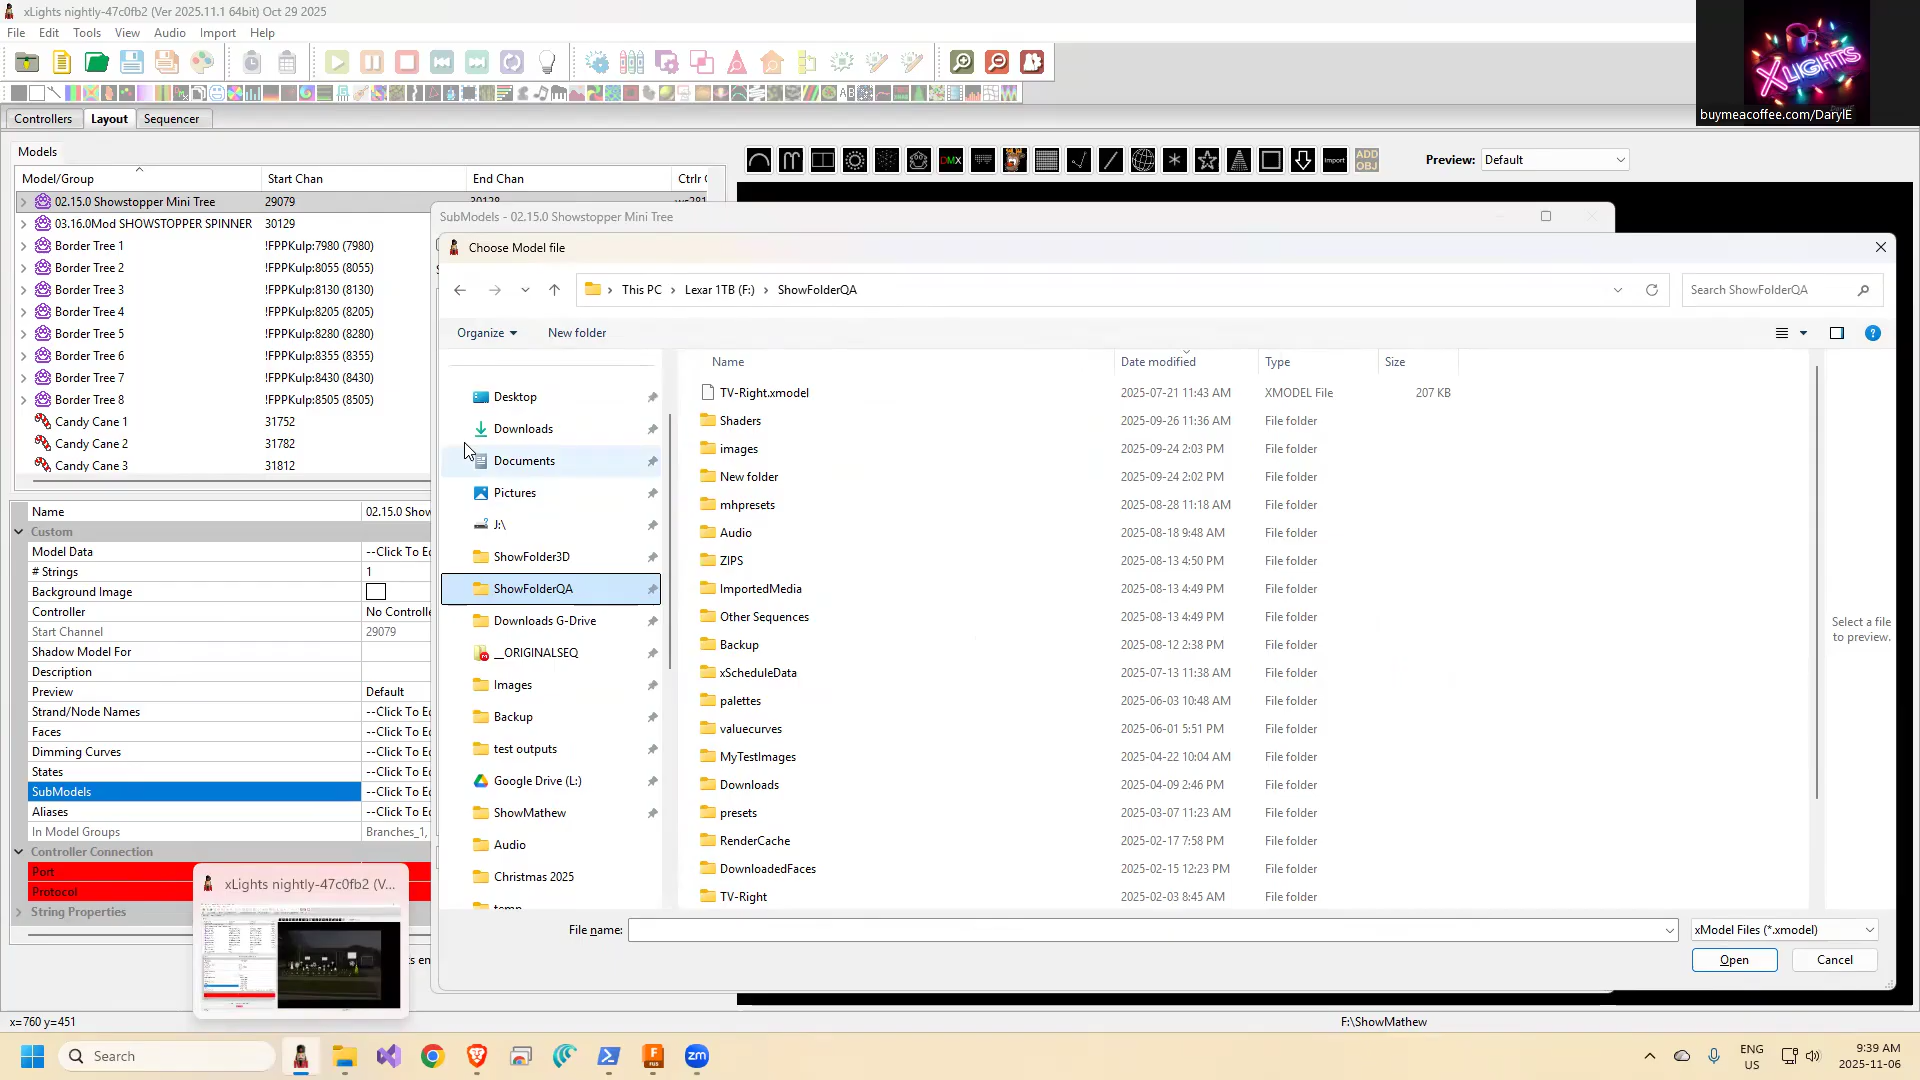 xLights nightly-47c0fb2 (Ver 2025.11.1 64bit) Oct 29 2025
File Edit Tools View Audio Import Help
XLIGHTS
buymeacoffee.com/DarylE
Controllers Layout Sequencer
Models
Import
ADD OBJ
Preview: Default
Model/Group Start Chan End Chan Ctrlr
02.15.0 Showstopper Mini Tree 29079 30128
03.16.0Mod SHOWSTOPPER SPINNER 30129
Border Tree 1 !FPPKulp:7980 (7980)
Border Tree 2 !FPPKulp:8055 (8055)
Border Tree 3 !FPPKulp:8130 (8130)
Border Tree 4 !FPPKulp:8205 (8205)
Border Tree 5 !FPPKulp:8280 (8280)
Border Tree 6 !FPPKulp:8355 (8355)
Border Tree 7 !FPPKulp:8430 (8430)
Border Tree 8 !FPPKulp:8505 (8505)
Candy Cane 1 31752
Candy Cane 2 31782
Candy Cane 3 31812
Name 02.15.0 Show
Custom
Model Data --Click To Ec
# Strings 1
Background Image
Controller No Controlle
Start Channel 29079
Shadow Model For
Description
Preview Default
Strand/Node Names --Click To Ec
Faces --Click To Ec
Dimming Curves --Click To Ec
States --Click To Ec
SubModels --Click To Ec
Aliases --Click To Ec
In Model Groups Branches_1,
Controller Connection
Port
Protocol
String Properties
xLights nightly-47c0fb2 (V...
SubModels - 02.15.0 Showstopper Mini Tree
Choose Model file
This PC > Lexar 1TB (F:) > ShowFolderQA
Search ShowFolderQA
Organize New folder
Desktop
Downloads
Documents
Pictures
J:\
ShowFolder3D
ShowFolderQA
Downloads G-Drive
__ORIGINALSEQ
Images
Backup
test outputs
Google Drive (L:)
ShowMathew
Audio
Christmas 2025
temp
Name Date modified Type Size
TV-Right.xmodel 2025-07-21 11:43 AM XMODEL File 207 KB
Shaders 2025-09-26 11:36 AM File folder
images 2025-09-24 2:03 PM File folder
New folder 2025-09-24 2:02 PM File folder
mhpresets 2025-08-28 11:18 AM File folder
Audio 2025-08-18 9:48 AM File folder
ZIPS 2025-08-13 4:50 PM File folder
ImportedMedia 2025-08-13 4:49 PM File folder
Other Sequences 2025-08-13 4:49 PM File folder
Backup 2025-08-12 2:38 PM File folder
xScheduleData 2025-07-13 11:38 AM File folder
palettes 2025-06-03 10:48 AM File folder
valuecurves 2025-06-01 5:51 PM File folder
MyTestImages 2025-04-22 10:04 AM File folder
Downloads 2025-04-09 2:46 PM File folder
presets 2025-03-07 11:23 AM File folder
RenderCache 2025-02-17 7:58 PM File folder
DownloadedFaces 2025-02-15 12:23 PM File folder
TV-Right 2025-02-03 8:45 AM File folder
Select a file
to preview.
File name: xModel Files (*.xmodel)
Open Cancel
x=760 y=451
F:\ShowMathew
Search
ENG
US
9:39 AM
2025-11-06